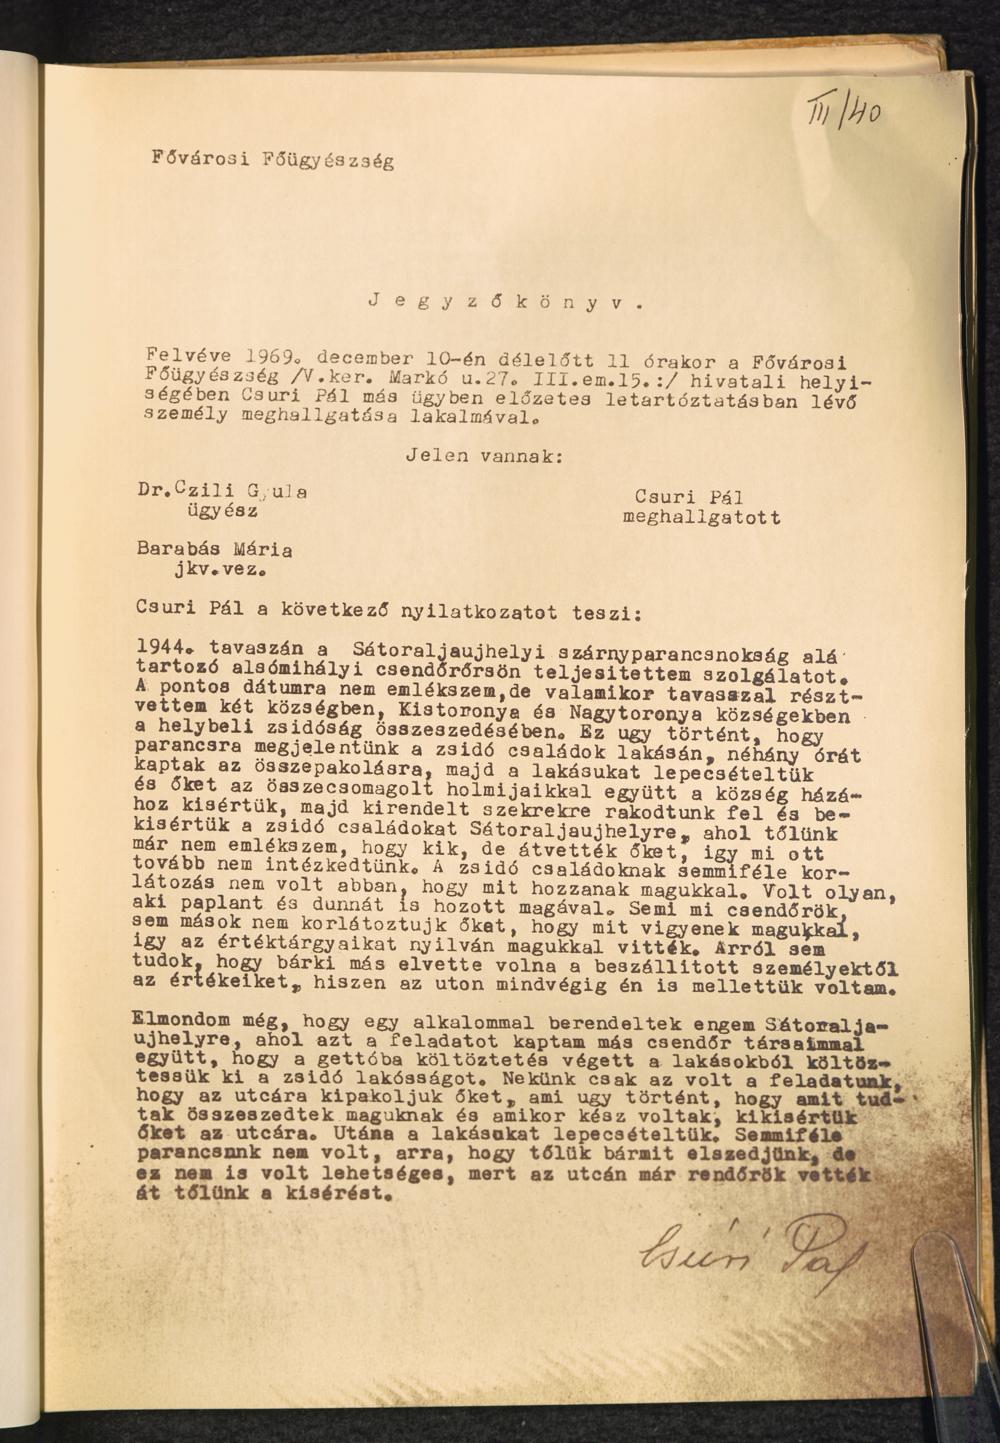 III/40
Fővárosi Főügyészség
Jegyzőkönyv.
Felvéve 1969. december 10-én délelőtt 11 órakor a Fővárosi
Főügyészség /V.ker. Markó u.27. III.em.15.:/ hivatali helyi-
ségében Csuri Pál más ügyben előzetes letartóztatásban lévő
személy meghallgatása lakalmával.
Jelen vannak:
Dr.Czili Gyula
ügyész
Csuri Pál
meghallgatott
Barabás Mária
jkv.vez.
Csuri Pál a következő nyilatkozatot teszi:
1944. tavaszán a Sátoraljaujhelyi szárnyparancsnokság alá
tartozó alsómihályi csendőrőrsön teljesitettem szolgálatot.
A pontos dátumra nem emlékszem,de valamikor tavasszal részt-
vettem két községben, Kistoronya és Nagytoronya községekben
a helybeli zsidóság összeszedésében. Ez ugy történt, hogy
parancsra megjelentünk a zsidó családok lakásán, néhány órát
kaptak az összepakolásra, majd a lakásukat lepecsételtük
és őket az összecsomagolt holmijaikkal együtt a község házá-
hoz kisértük, majd kirendelt szekrekre rakodtunk fel és be-
kisértük a zsidó családokat Sátoraljaujhelyre, ahol tőlünk
már nem emlékszem, hogy kik, de átvették őket, igy mi ott
tovább nem intézkedtünk. A zsidó családoknak semmiféle kor-
látozás nem volt abban, hogy mit hozzanak magukkal. Volt olyan,
aki paplant és dunnát is hozott magával. Semi mi csendőrök,
sem mások nem korlátoztujk őket, hogy mit vigyenek magukkal,
igy az értéktárgyaikat nyilván magukkal vitték. Arról sem
tudok, hogy bárki más elvette volna a beszállitott személyektől
az értékeiket, hiszen az uton mindvégig én is mellettük voltam.
Elmondom még, hogy egy alkalommal berendeltek engem Sátoralja-
ujhelyre, ahol azt a feladatot kaptam más csendőr társaimmal
együtt, hogy a gettóba költöztetés végett a lakásokból költöz-
tessük ki a zsidó lakósságot. Nekünk csak az volt a feladatunk,
hogy az utcára kipakoljuk őket, ami ugy történt, hogy amit tud-
tak összeszedtek maguknak és amikor kész voltak, kikisértük
őket az utcára. Utána a lakásokat lepecsételtük. Semmiféle
parancsunk nem volt, arra, hogy tőlük bármit elszedjünk, de
ez nem is volt lehetséges, mert az utcán már rendőrök vették
át tőlünk a kisérést.
Csúri Pál